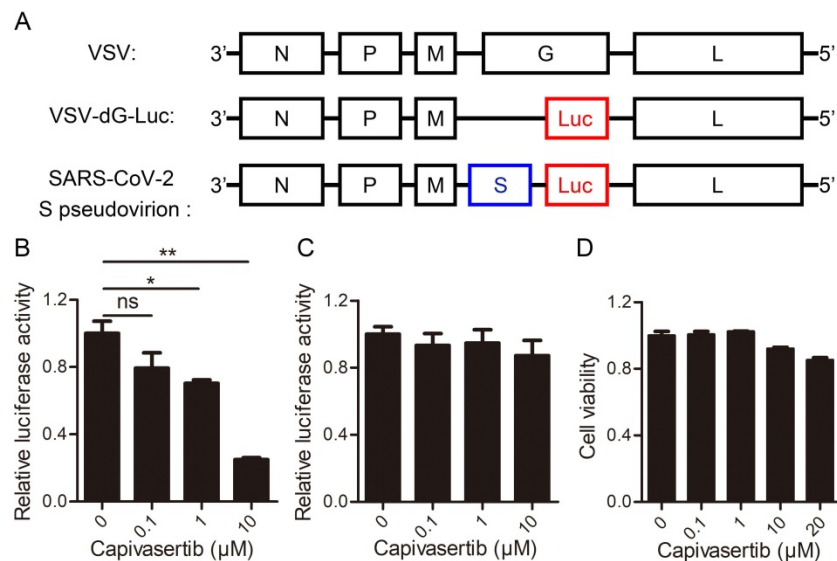 A
VSV: 3’ N P M G L 5’
VSV-dG-Luc: 3’ N P M Luc L 5’
SARS-CoV-2
S pseudovirion : 3’ N P M S Luc L 5’
B C D
**
*
ns
Relative luciferase activity
1.2
0.8
0.4
0.0
0 0.1 1 10
Capivasertib (µM)
Relative luciferase activity
1.2
0.8
0.4
0.0
0 0.1 1 10
Capivasertib (µM)
Cell viability
1.2
0.8
0.4
0.0
0 0.1 1 10 20
Capivasertib (µM)